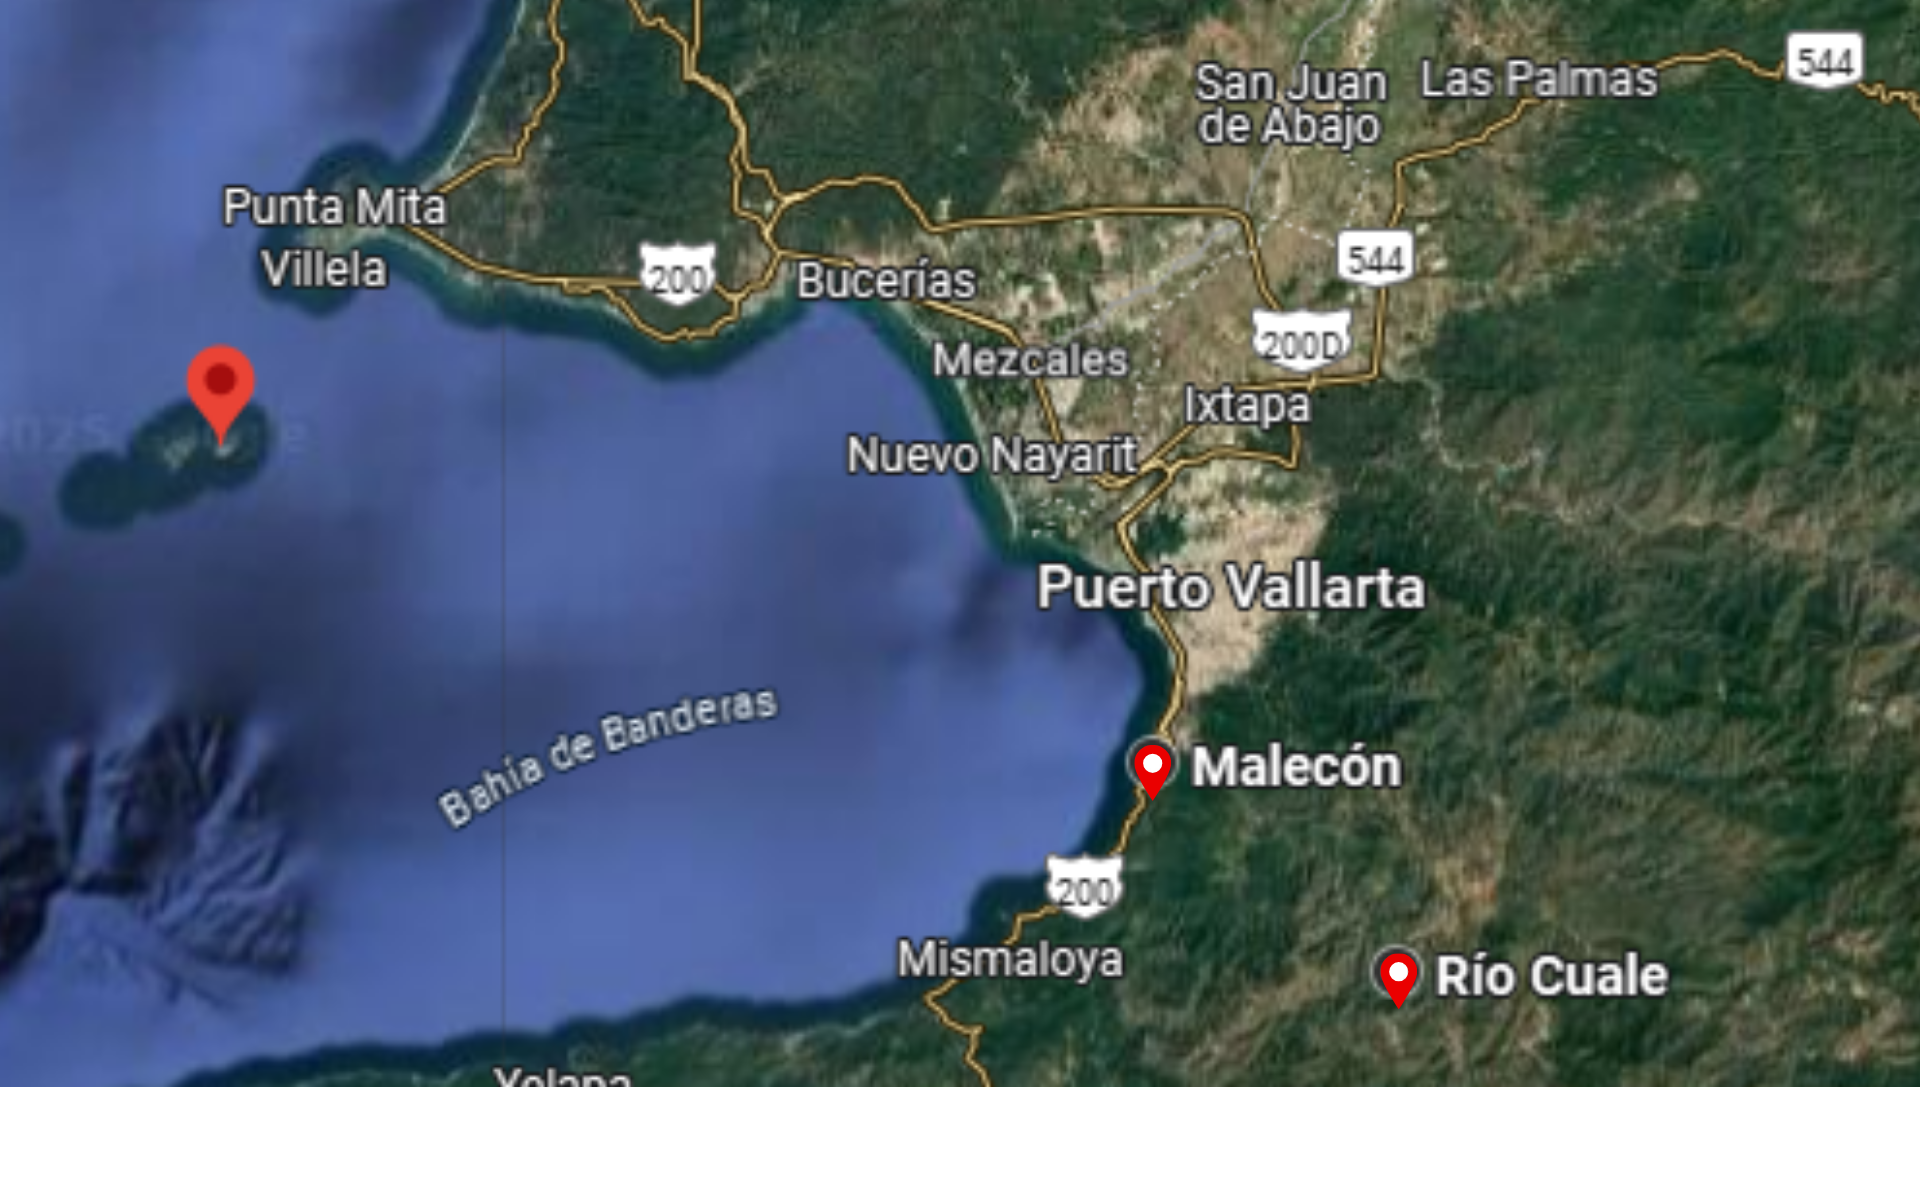 San Juan
de Abajo
Las Palmas
544
Punta Mita
Villela
200
Bucerías
544
200D
Mezcales
Ixtapa
Nuevo Nayarit
Puerto Vallarta
Bahía de Banderas
Malecón
200
Mismaloya
Río Cuale